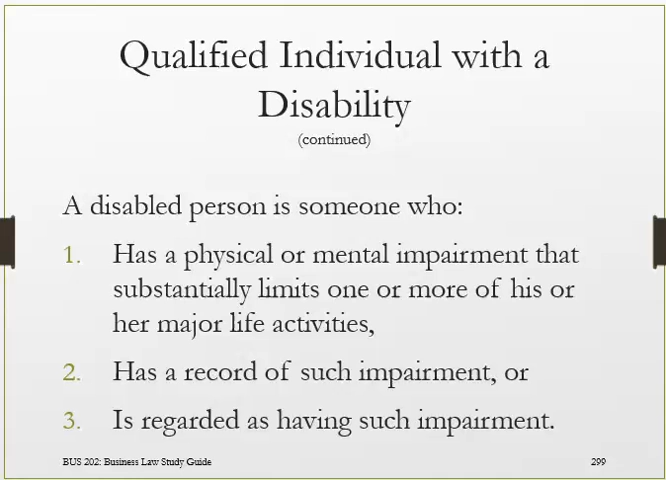 Qualified Individual with a
Disability
(continued)
A disabled person is someone who:
1. Has a physical or mental impairment that
substantially limits one or more of his or
her major life activities,
2. Has a record of such impairment, or
3. Is regarded as having such impairment.
BUS 202: Business Law Study Guide 299